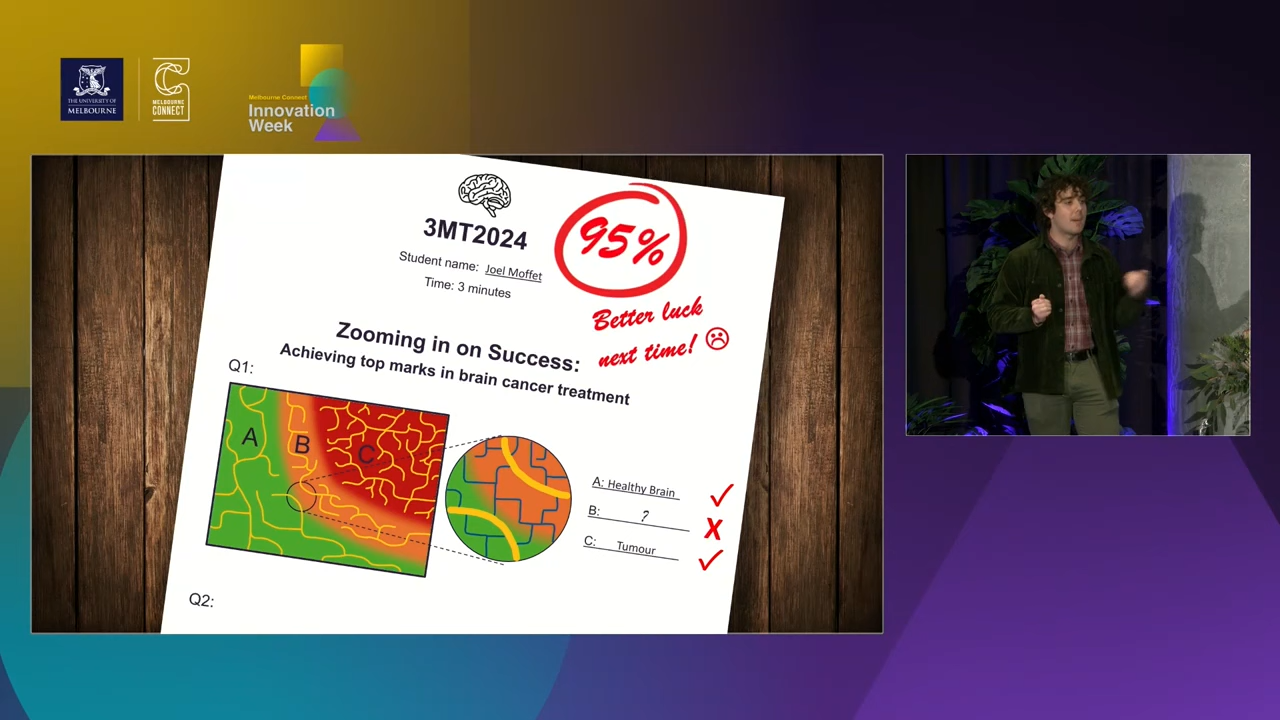 THE UNIVERSITY OF
MELBOURNE
MELBOURNE
CONNECT
Melbourne Connect
Innovation
Week
3MT2024
Student name: Joel Moffet
Time: 3 minutes
95%
Better luck
next time!
Zooming in on Success:
Achieving top marks in brain cancer treatment
Q1:
A
B
C
A: Healthy Brain
B: ?
X
C: Tumour
Q2: